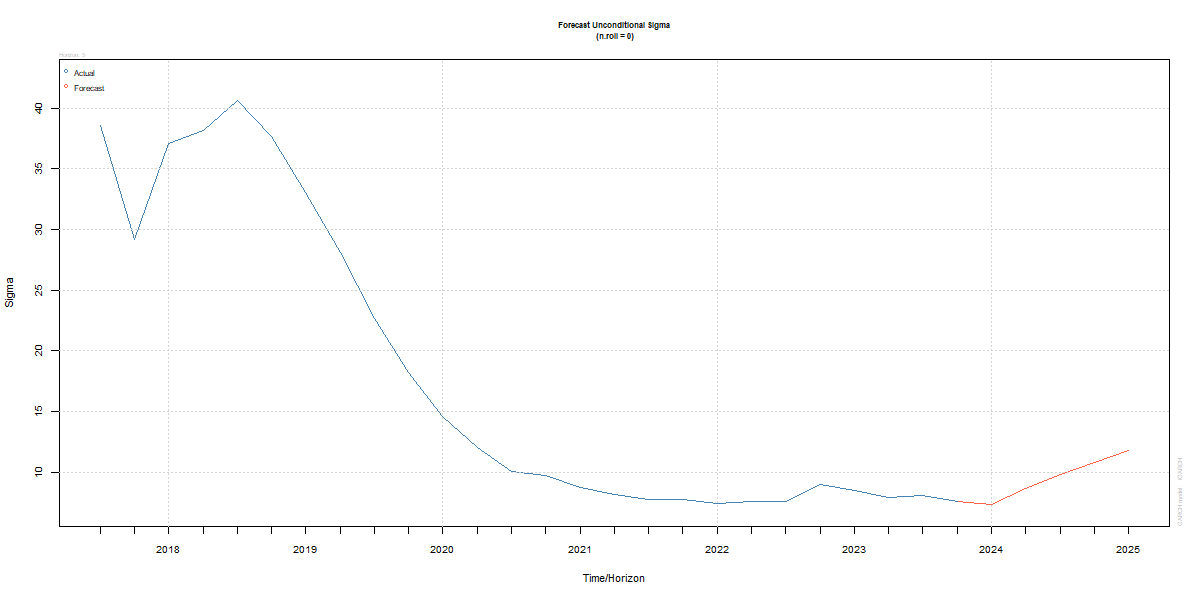 Forecast Unconditional Sigma
(n.roll = 0)
Horizon: 5
Actual
Forecast
40
35
30
25
20
15
10
Sigma
2018 2019 2020 2021 2022 2023 2024 2025
Time/Horizon
GARCH model : iGARCH